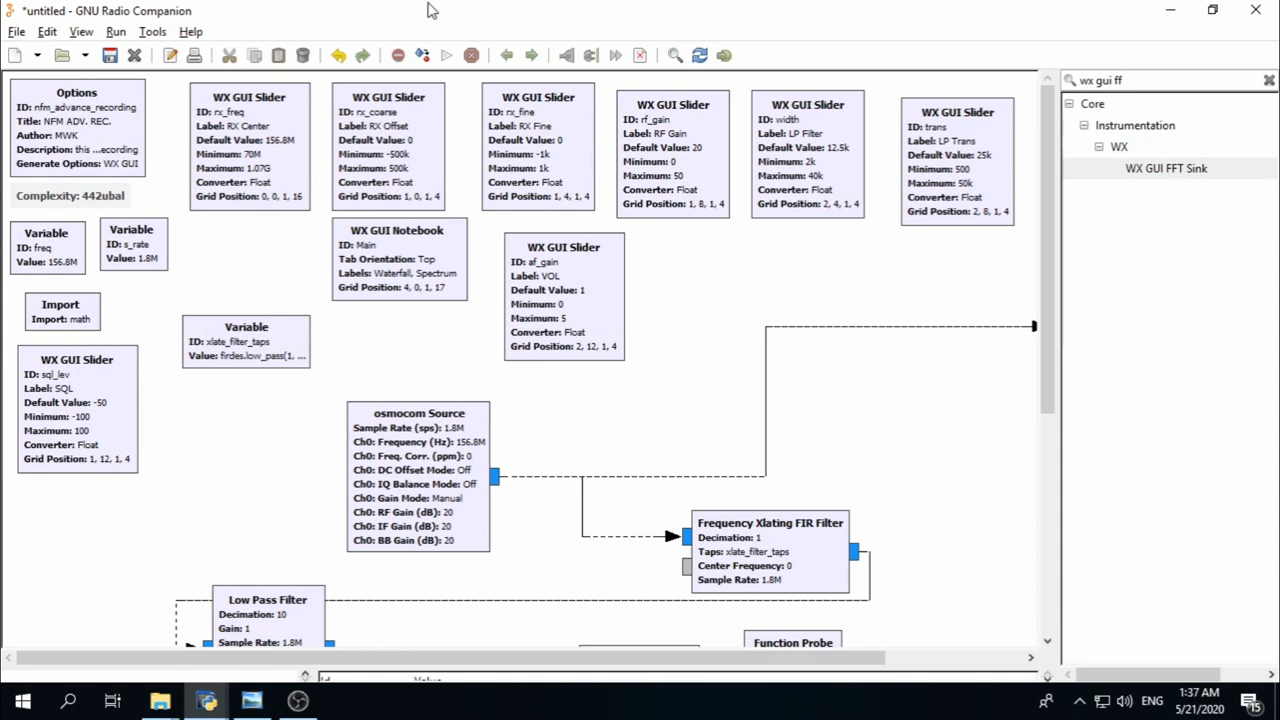 *untitled - GNU Radio Companion
File Edit View Run Tools Help
Options
ID: nfm_advance_recording
Title: NFM ADV. REC.
Author: MWK
Description: this ...ecording
Generate Options: WX GUI
Complexity: 442ubal
WX GUI Slider
ID: rx_freq
Label: RX Center
Default Value: 156.8M
Minimum: 70M
Maximum: 1.07G
Converter: Float
Grid Position: 0, 0, 1, 16
WX GUI Slider
ID: rx_coarse
Label: RX Offset
Default Value: 0
Minimum: -500k
Maximum: 500k
Converter: Float
Grid Position: 1, 0, 1, 4
WX GUI Slider
ID: rx_fine
Label: RX Fine
Default Value: 0
Minimum: -1k
Maximum: 1k
Converter: Float
Grid Position: 1, 4, 1, 4
WX GUI Slider
ID: rf_gain
Label: RF Gain
Default Value: 20
Minimum: 0
Maximum: 50
Converter: Float
Grid Position: 1, 8, 1, 4
WX GUI Slider
ID: width
Label: LP Filter
Default Value: 12.5k
Minimum: 2k
Maximum: 40k
Converter: Float
Grid Position: 2, 4, 1, 4
WX GUI Slider
ID: trans
Label: LP Trans
Default Value: 25k
Minimum: 500
Maximum: 50k
Converter: Float
Grid Position: 2, 8, 1, 4
Variable
ID: freq
Value: 156.8M
Variable
ID: s_rate
Value: 1.8M
WX GUI Notebook
ID: Main
Tab Orientation: Top
Labels: Waterfall, Spectrum
Grid Position: 4, 0, 1, 17
WX GUI Slider
ID: af_gain
Label: VOL
Default Value: 1
Minimum: 0
Maximum: 5
Converter: Float
Grid Position: 2, 12, 1, 4
Import
Import: math
Variable
ID: xlate_filter_taps
Value: firdes.low_pass(1, ...
WX GUI Slider
ID: sql_lev
Label: SQL
Default Value: -50
Minimum: -100
Maximum: 100
Converter: Float
Grid Position: 1, 12, 1, 4
osmocom Source
Sample Rate (sps): 1.8M
Ch0: Frequency (Hz): 156.8M
Ch0: Freq. Corr. (ppm): 0
Ch0: DC Offset Mode: Off
Ch0: IQ Balance Mode: Off
Ch0: Gain Mode: Manual
Ch0: RF Gain (dB): 20
Ch0: IF Gain (dB): 20
Ch0: BB Gain (dB): 20
Frequency Xlating FIR Filter
Decimation: 1
Taps: xlate_filter_taps
Center Frequency: 0
Sample Rate: 1.8M
Low Pass Filter
Decimation: 10
Gain: 1
Sample Rate: 1.8M
Function Probe
wx gui ff
Core
Instrumentation
WX
WX GUI FFT Sink
ENG
1:37 AM
5/21/2020
15